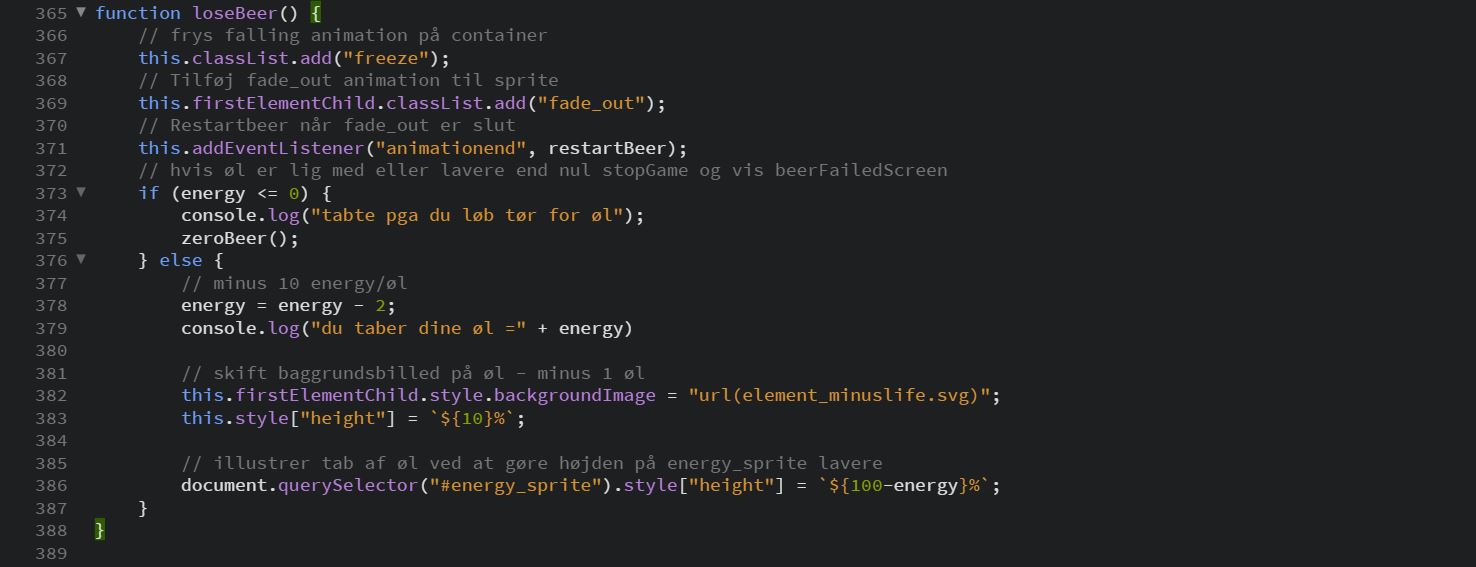 365 ▼ function loseBeer() {
366     // frys falling animation på container
367     this.classList.add("freeze");
368     // Tilføj fade_out animation til sprite
369     this.firstElementChild.classList.add("fade_out");
370     // Restartbeer når fade_out er slut
371     this.addEventListener("animationend", restartBeer);
372     // hvis øl er lig med eller lavere end nul stopGame og vis beerFailedScreen
373 ▼     if (energy <= 0) {
374         console.log("tabte pga du løb tør for øl");
375         zeroBeer();
376 ▼     } else {
377         // minus 10 energy/øl
378         energy = energy - 2;
379         console.log("du taber dine øl =" + energy)
380
381         // skift baggrundsbilled på øl - minus 1 øl
382         this.firstElementChild.style.backgroundImage = "url(element_minuslife.svg)";
383         this.style["height"] = `${10}%`;
384
385         // illustrer tab af øl ved at gøre højden på energy_sprite lavere
386         document.querySelector("#energy_sprite").style["height"] = `${100-energy}%`;
387     }
388 }
389